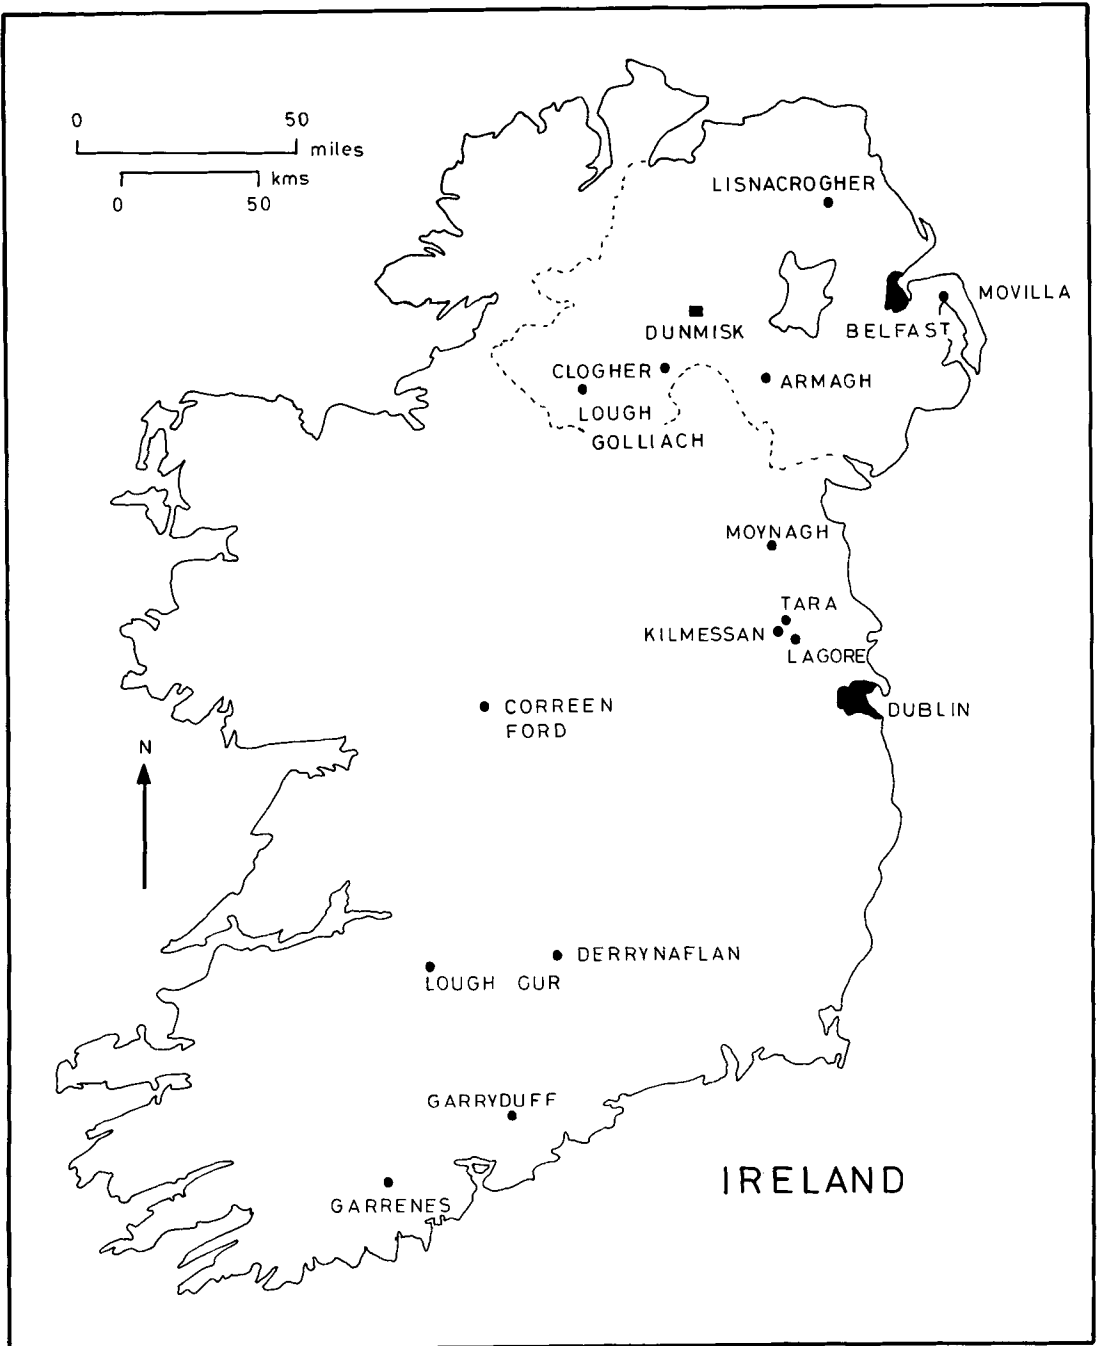 0 50
miles
kms
0 50
LISNACROGHER
MOVILLA
BELFAST
DUNMISK
CLOGHER
ARMAGH
LOUGH
GOLLIACH
MOYNAGH
TARA
KILMESSAN
LAGORE
DUBLIN
CORREEN
FORD
N
DERRYNAFLAN
LOUGH GUR
GARRYDUFF
IRELAND
GARRENES